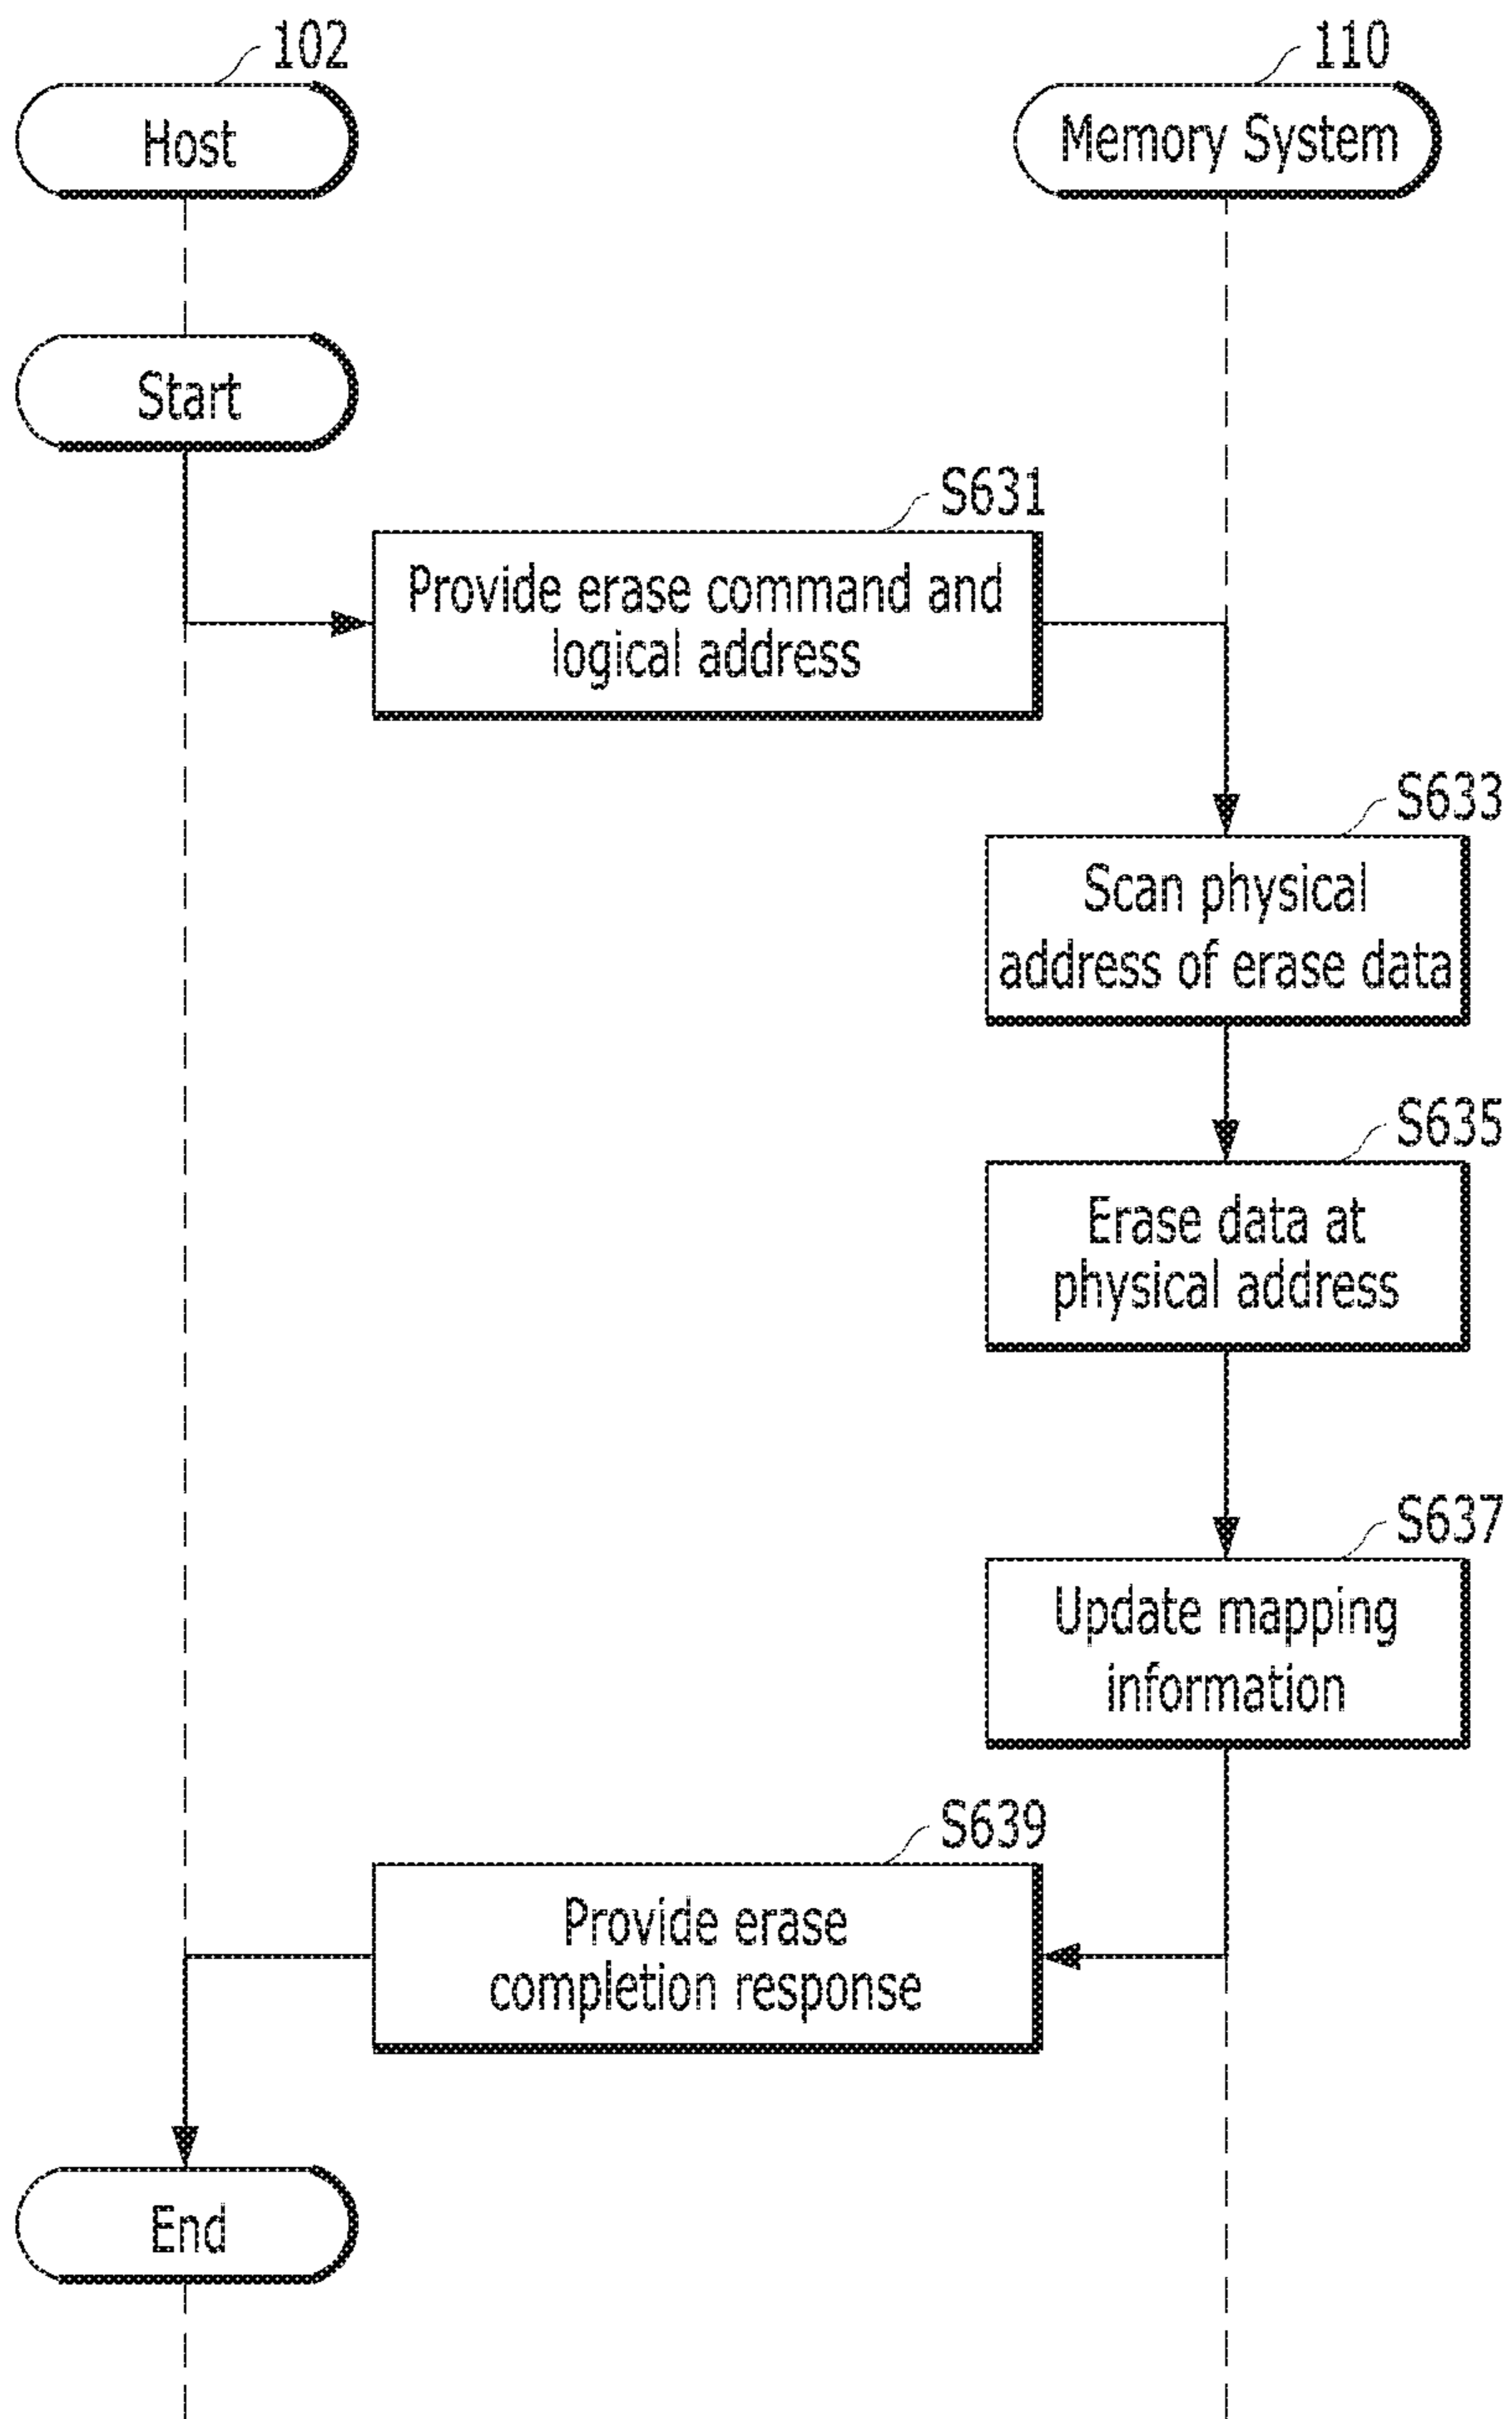 102
110
Host
Memory System
Start
S631
Provide erase command and
logical address
S633
Scan physical
address of erase data
S635
Erase data at
physical address
S637
Update mapping
information
S639
Provide erase
completion response
End